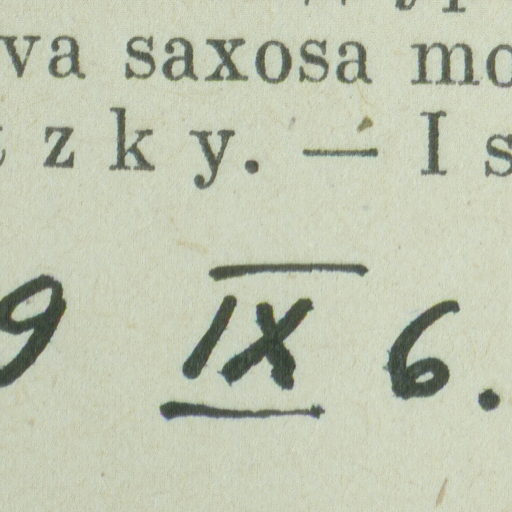 va saxosa mo
z k y. — I s
9 IX 6.